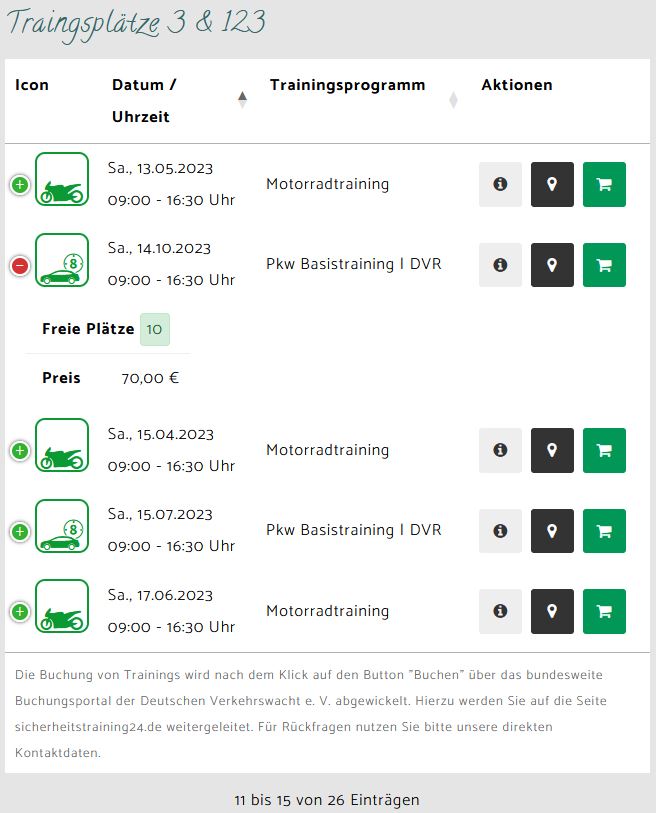 Traingsplätze 3 & 123
Icon Datum / Uhrzeit Trainingsprogramm Aktionen
Sa., 13.05.2023
09:00 - 16:30 Uhr
Motorradtraining
8
Sa., 14.10.2023
09:00 - 16:30 Uhr
Pkw Basistraining | DVR
Freie Plätze 10
Preis 70,00 €
Sa., 15.04.2023
09:00 - 16:30 Uhr
Motorradtraining
8
Sa., 15.07.2023
09:00 - 16:30 Uhr
Pkw Basistraining | DVR
Sa., 17.06.2023
09:00 - 16:30 Uhr
Motorradtraining
Die Buchung von Trainings wird nach dem Klick auf den Button "Buchen" über das bundesweite
Buchungsportal der Deutschen Verkehrswacht e. V. abgewickelt. Hierzu werden Sie auf die Seite
sicherheitstraining24.de weitergeleitet. Für Rückfragen nutzen Sie bitte unsere direkten
Kontaktdaten.
11 bis 15 von 26 Einträgen